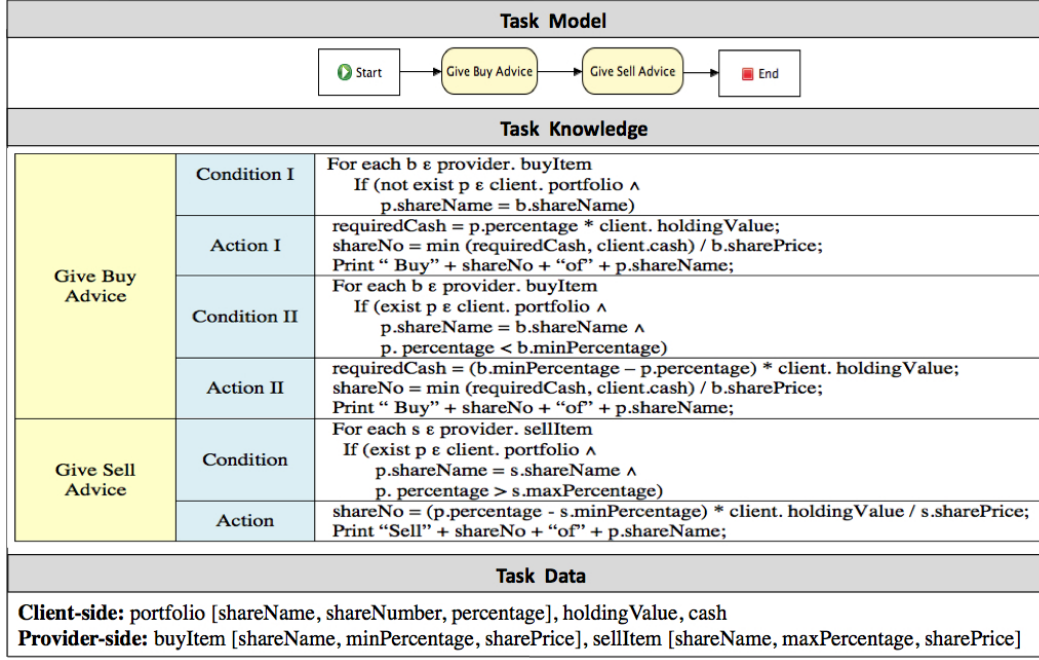 Task Model
Start
Give Buy Advice
Give Sell Advice
End
Task Knowledge
Give Buy
Advice
Condition I
For each b ε provider. buyItem
If (not exist p ε client. portfolio ∧
p.shareName = b.shareName)
Action I
requiredCash = p.percentage * client. holdingValue;
shareNo = min (requiredCash, client.cash) / b.sharePrice;
Print “ Buy” + shareNo + “of” + p.shareName;
Condition II
For each b ε provider. buyItem
If (exist p ε client. portfolio ∧
p.shareName = b.shareName ∧
p. percentage < b.minPercentage)
Action II
requiredCash = (b.minPercentage – p.percentage) * client. holdingValue;
shareNo = min (requiredCash, client.cash) / b.sharePrice;
Print “ Buy” + shareNo + “of” + p.shareName;
Give Sell
Advice
Condition
For each s ε provider. sellItem
If (exist p ε client. portfolio ∧
p.shareName = s.shareName ∧
p. percentage > s.maxPercentage)
Action
shareNo = (p.percentage - s.minPercentage) * client. holdingValue / s.sharePrice;
Print “Sell” + shareNo + “of” + p.shareName;
Task Data
Client-side: portfolio [shareName, shareNumber, percentage], holdingValue, cash
Provider-side: buyItem [shareName, minPercentage, sharePrice], sellItem [shareName, maxPercentage, sharePrice]